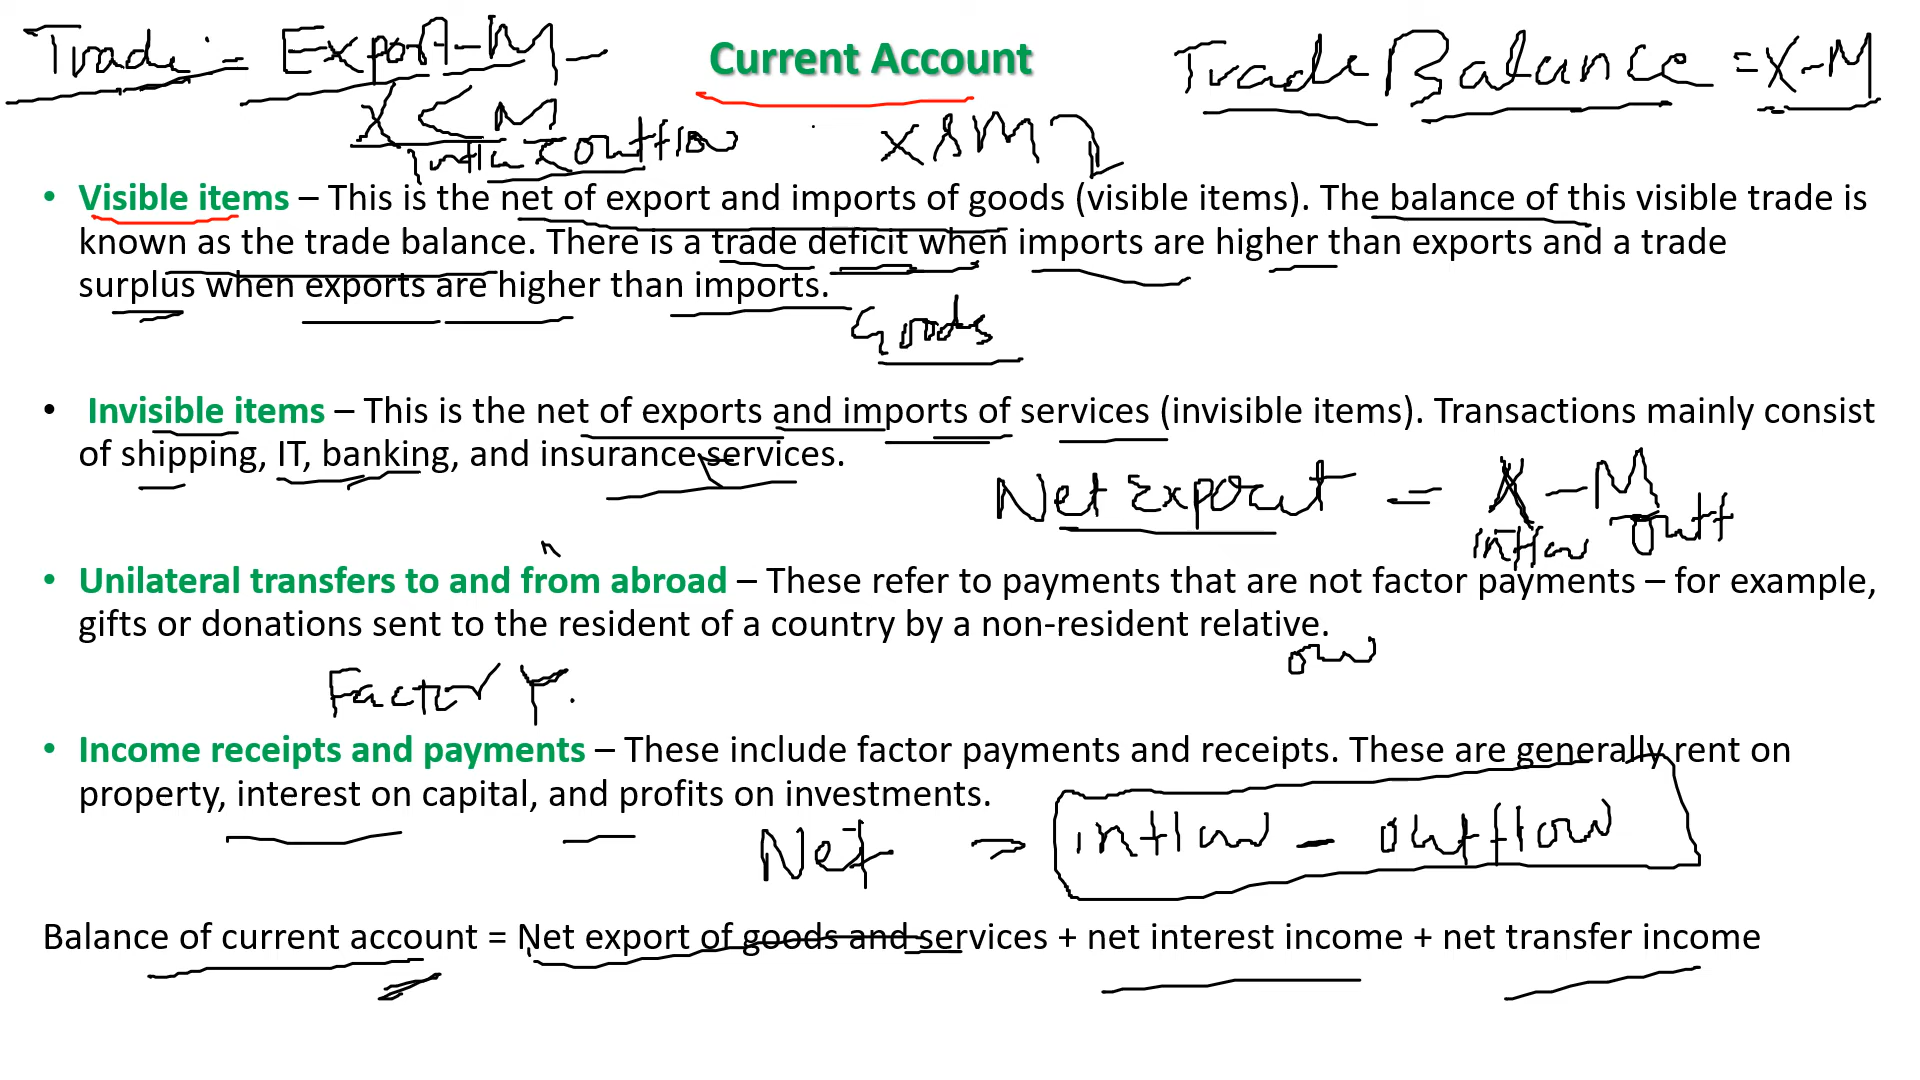 Trade = Export - M -
Current Account
Trade Balance = X - M
X < M
X & M
infl < outflow
• Visible items – This is the net of export and imports of goods (visible items). The balance of this visible trade is
known as the trade balance. There is a trade deficit when imports are higher than exports and a trade
surplus when exports are higher than imports.
Goods
• Invisible items – This is the net of exports and imports of services (invisible items). Transactions mainly consist
of shipping, IT, banking, and insurance services.
Net Export = X - M
inflow outf
• Unilateral transfers to and from abroad – These refer to payments that are not factor payments – for example,
gifts or donations sent to the resident of a country by a non-resident relative.
Factor Y.
• Income receipts and payments – These include factor payments and receipts. These are generally rent on
property, interest on capital, and profits on investments.
Net → inflow - outflow
Balance of current account = Net export of goods and services + net interest income + net transfer income